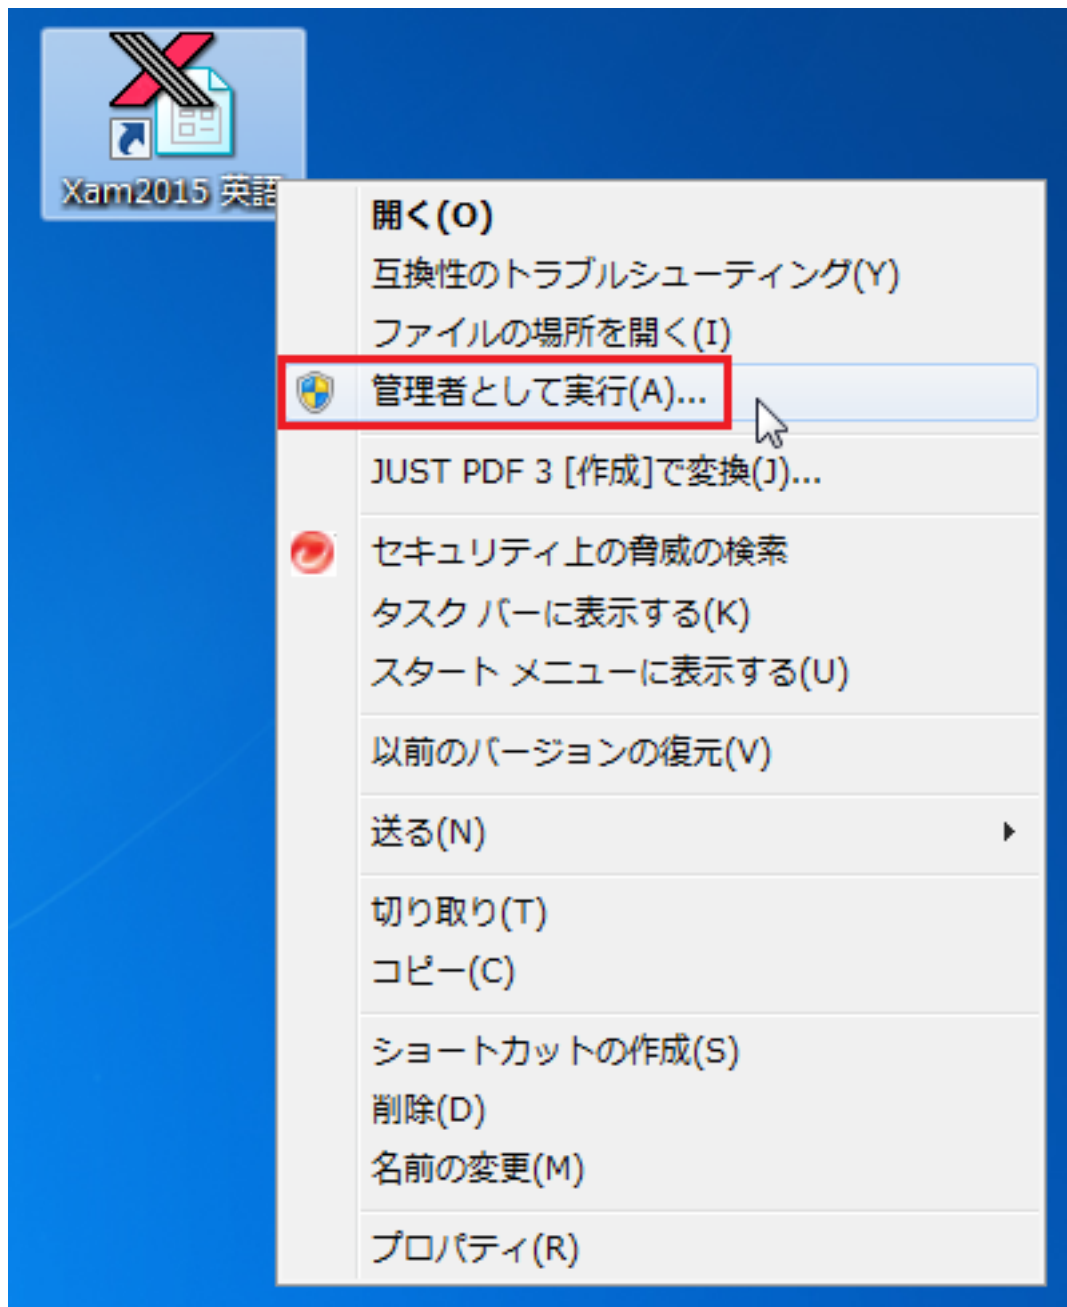 Xam2015 英語
開く(O)
互換性のトラブルシューティング(Y)
ファイルの場所を開く(I)
管理者として実行(A)...
JUST PDF 3 [作成]で変換(J)...
セキュリティ上の脅威の検索
タスク バーに表示する(K)
スタート メニューに表示する(U)
以前のバージョンの復元(V)
送る(N)
切り取り(T)
コピー(C)
ショートカットの作成(S)
削除(D)
名前の変更(M)
プロパティ(R)